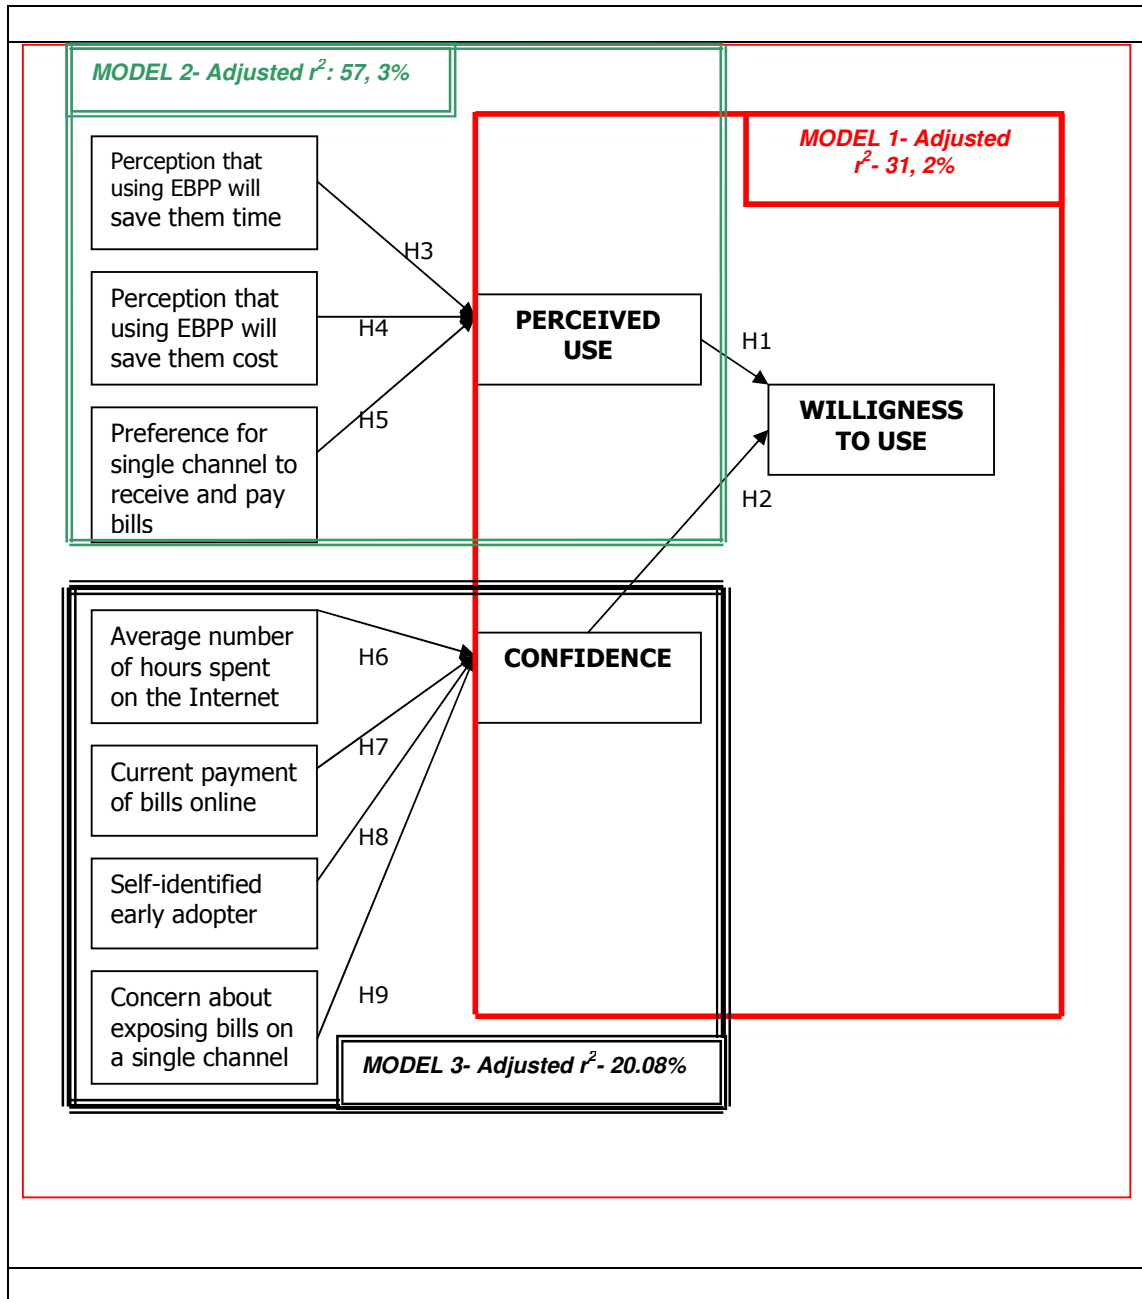 MODEL 2- Adjusted r²: 57, 3%
MODEL 1- Adjusted
r²- 31, 2%
Perception that
using EBPP will
save them time
H3
Perception that
using EBPP will
save them cost
H4
Preference for
single channel to
receive and pay
bills
H5
PERCEIVED
USE
H1
WILLIGNESS
TO USE
H2
Average number
of hours spent
on the Internet
H6
CONFIDENCE
Current payment
of bills online
H7
Self-identified
early adopter
H8
Concern about
exposing bills on
a single channel
H9
MODEL 3- Adjusted r²- 20.08%